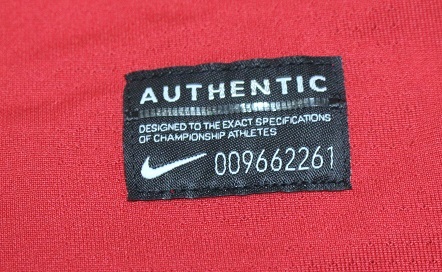 AUTHENTIC
DESIGNED TO THE EXACT SPECIFICATIONS
OF CHAMPIONSHIP ATHLETES
009662261